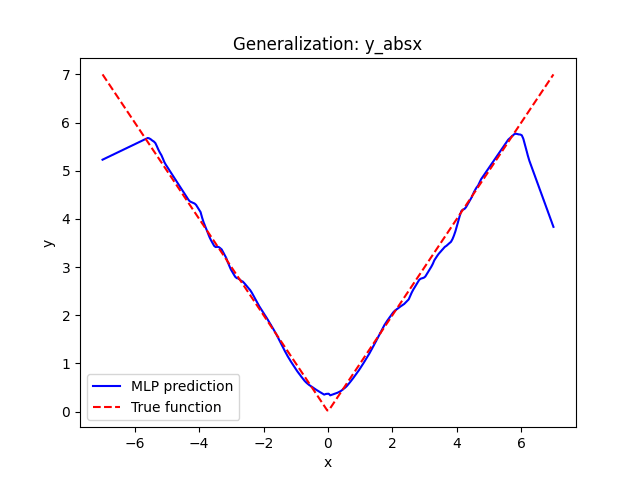 Generalization: y_absx
y
7
6
5
4
3
2
1
0
MLP prediction
True function
−6 −4 −2 0 2 4 6
x